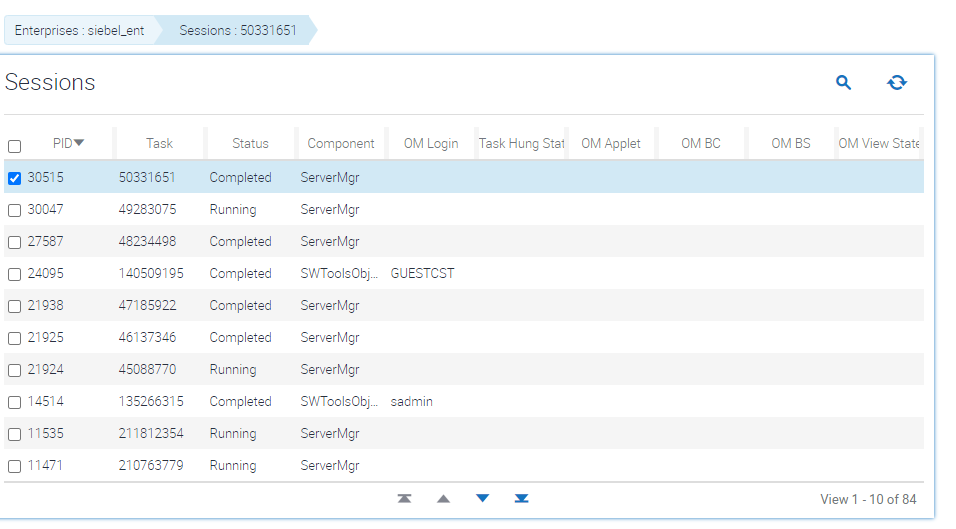 Enterprises : siebel_ent Sessions : 50331651
Sessions
PID Task Status Component OM Login Task Hung Stat OM Applet OM BC OM BS OM View State
30515 50331651 Completed ServerMgr
30047 49283075 Running ServerMgr
27587 48234498 Completed ServerMgr
24095 140509195 Completed SWToolsObj... GUESTCST
21938 47185922 Completed ServerMgr
21925 46137346 Completed ServerMgr
21924 45088770 Running ServerMgr
14514 135266315 Completed SWToolsObj... sadmin
11535 211812354 Running ServerMgr
11471 210763779 Running ServerMgr
View 1 - 10 of 84